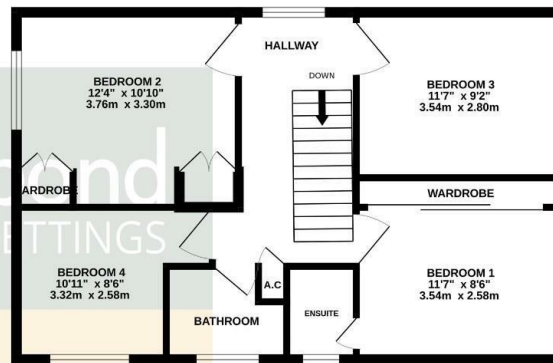 HALLWAY
DOWN
BEDROOM 2
12'4" x 10'10"
3.76m x 3.30m
BEDROOM 3
11'7" x 9'2"
3.54m x 2.80m
ARDROBE
WARDROBE
ond
ETTINGS
BEDROOM 4
10'11" x 8'6"
3.32m x 2.58m
BEDROOM 1
11'7" x 8'6"
3.54m x 2.58m
A.C
BATHROOM
ENSUITE